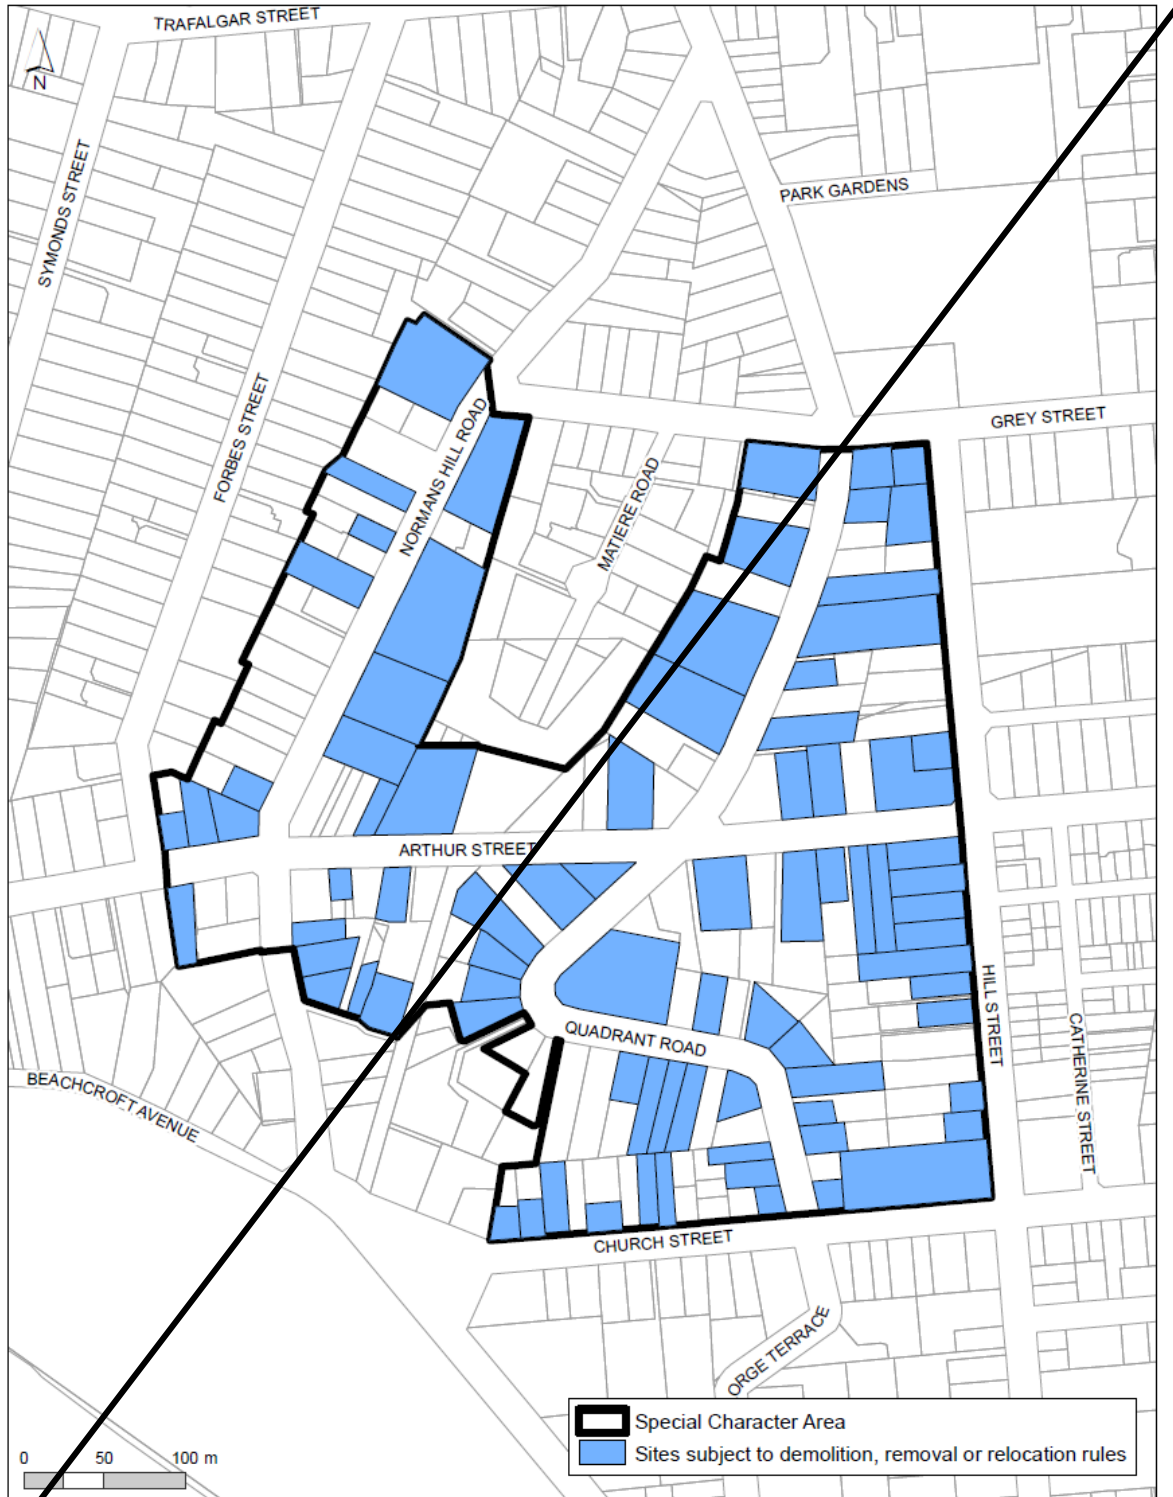 TRAFALGAR STREET
N
SYMONDS STREET
PARK GARDENS
FORBES STREET
NORMANS HILL ROAD
GREY STREET
MATIERE ROAD
ARTHUR STREET
HILL STREET
QUADRANT ROAD
CATHERINE STREET
BEACHCROFT AVENUE
CHURCH STREET
ORGE TERRACE
Special Character Area
Sites subject to demolition, removal or relocation rules
0 50 100 m